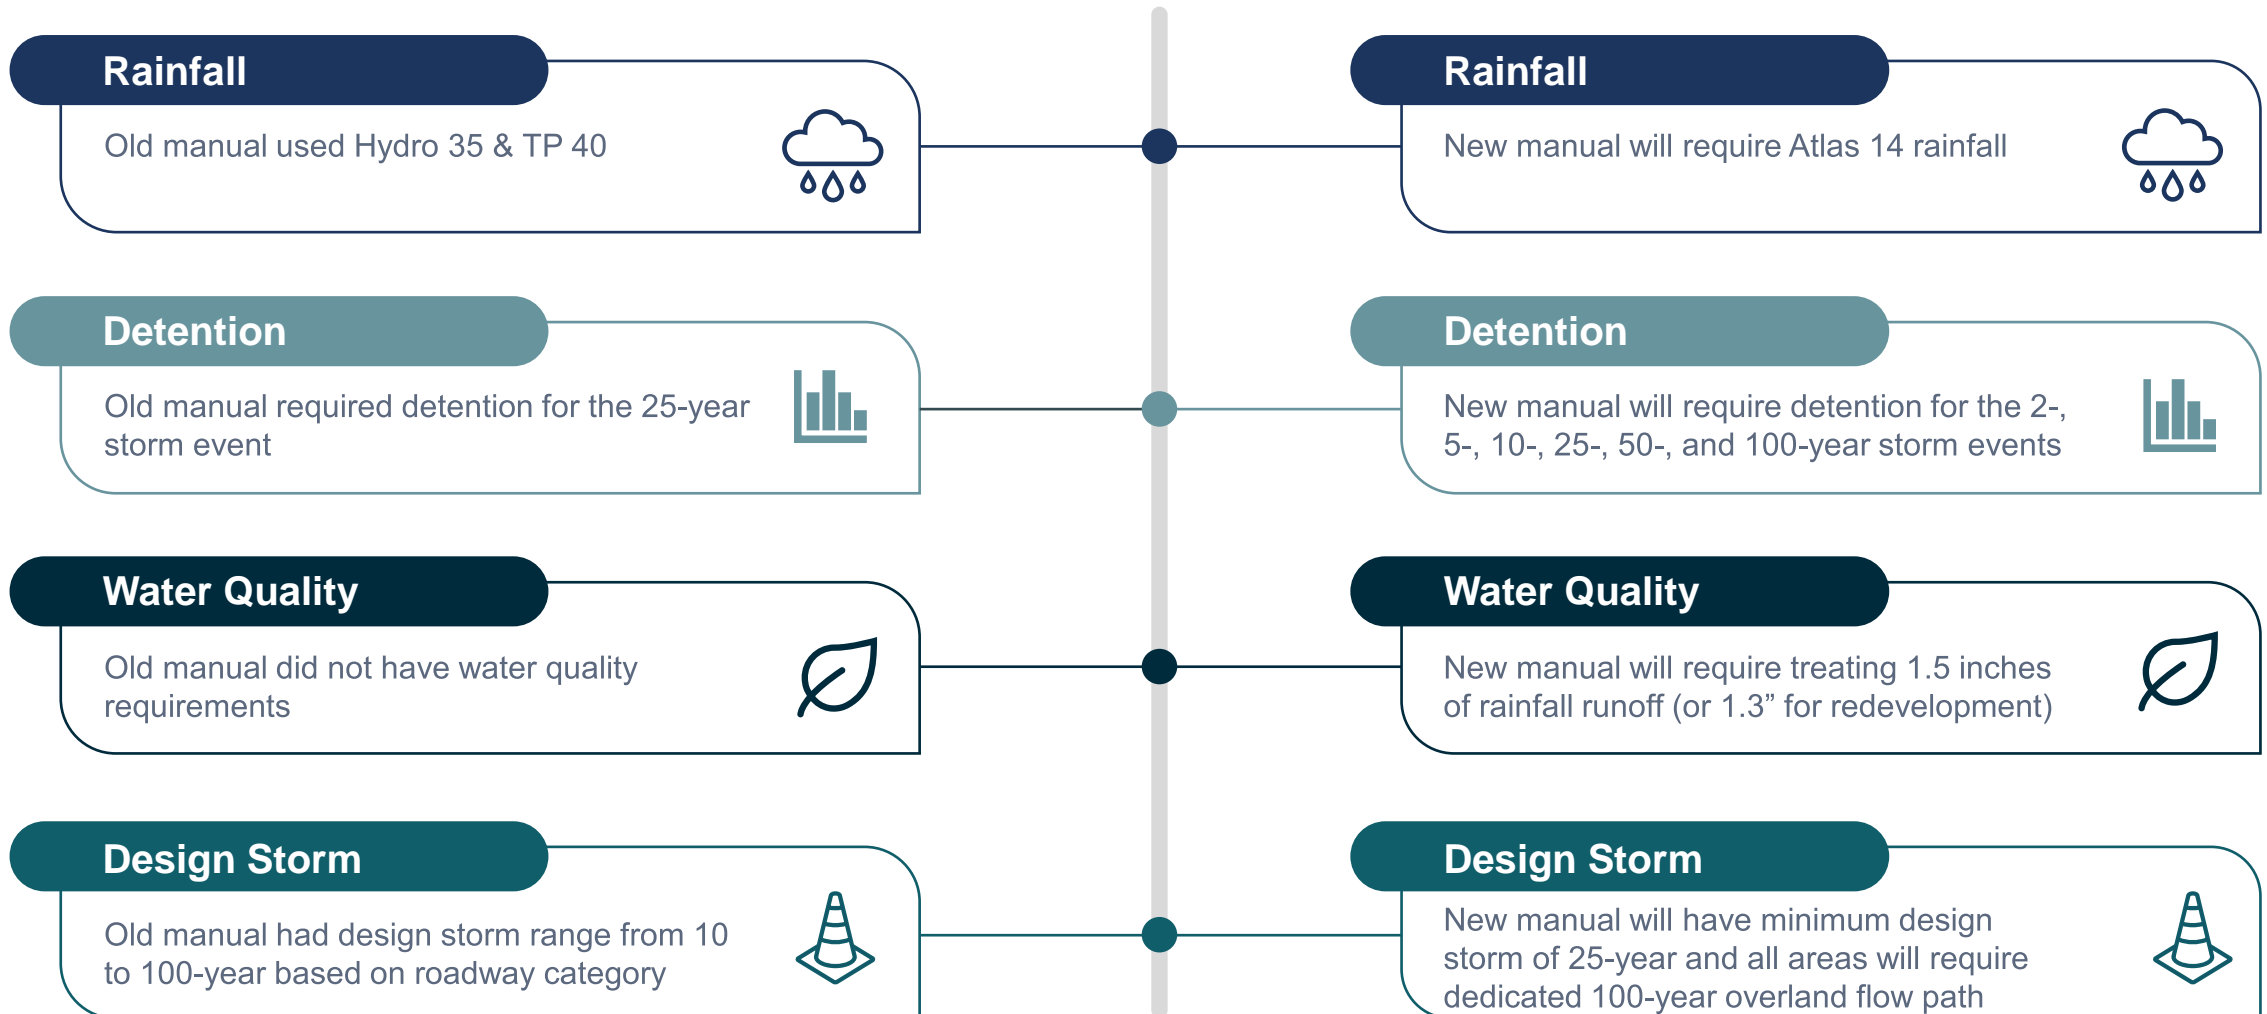 Rainfall
Old manual used Hydro 35 & TP 40
Rainfall
New manual will require Atlas 14 rainfall
Detention
Old manual required detention for the 25-year
storm event
Detention
New manual will require detention for the 2-,
5-, 10-, 25-, 50-, and 100-year storm events
Water Quality
Old manual did not have water quality
requirements
Water Quality
New manual will require treating 1.5 inches
of rainfall runoff (or 1.3” for redevelopment)
Design Storm
Old manual had design storm range from 10
to 100-year based on roadway category
Design Storm
New manual will have minimum design
storm of 25-year and all areas will require
dedicated 100-year overland flow path